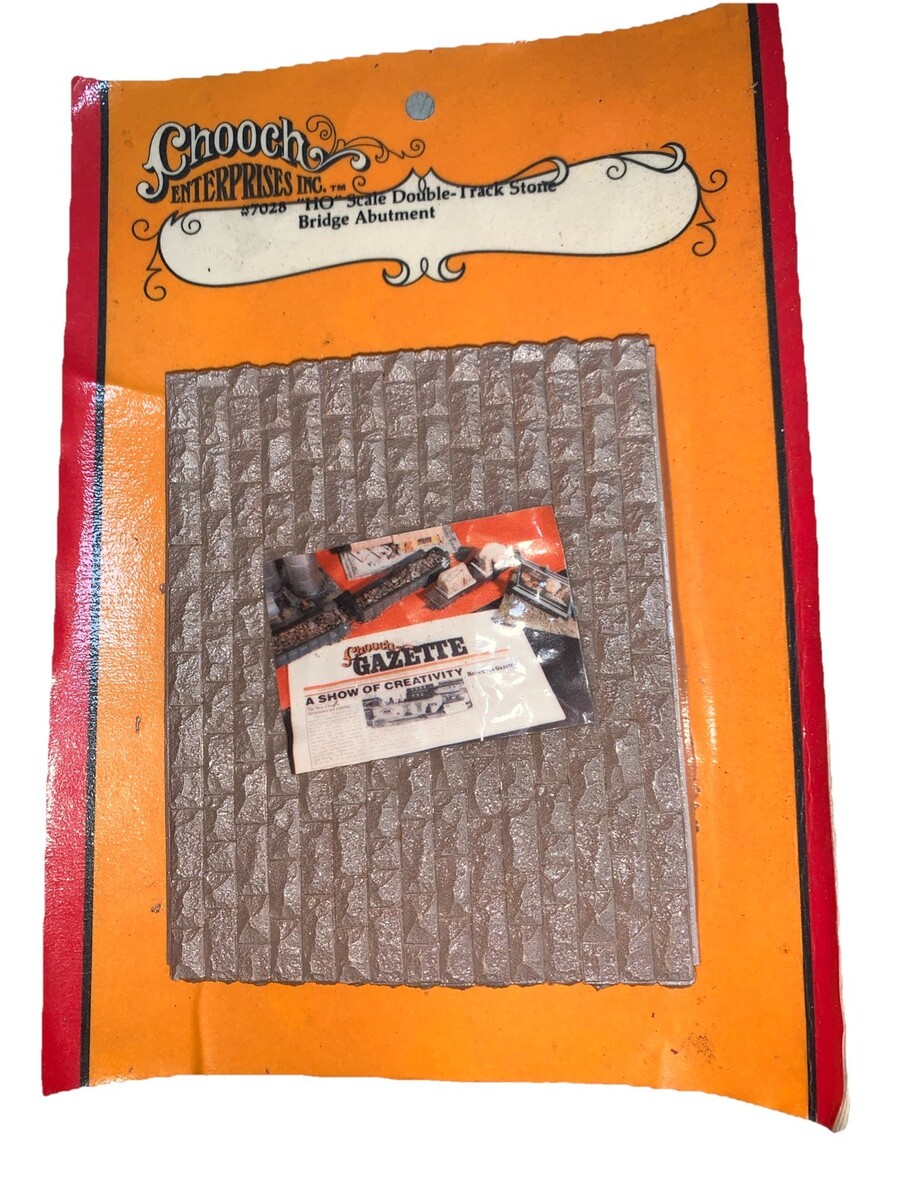 Chooch
ENTERPRISES INC. ™
#7028 "HO" Scale Double-Track Stone
Bridge Abutment
Chooch
GAZETTE
A SHOW OF CREATIVITY